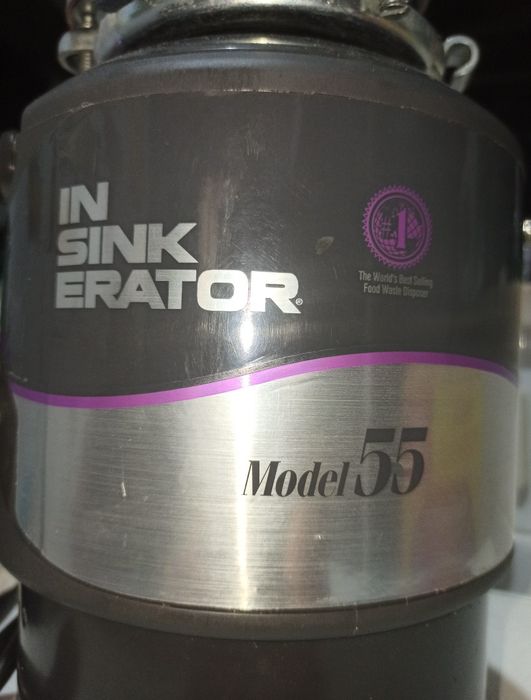 IN
SINK
ERATOR®
#1
The World's Best Selling
Food Waste Disposer
Model 55